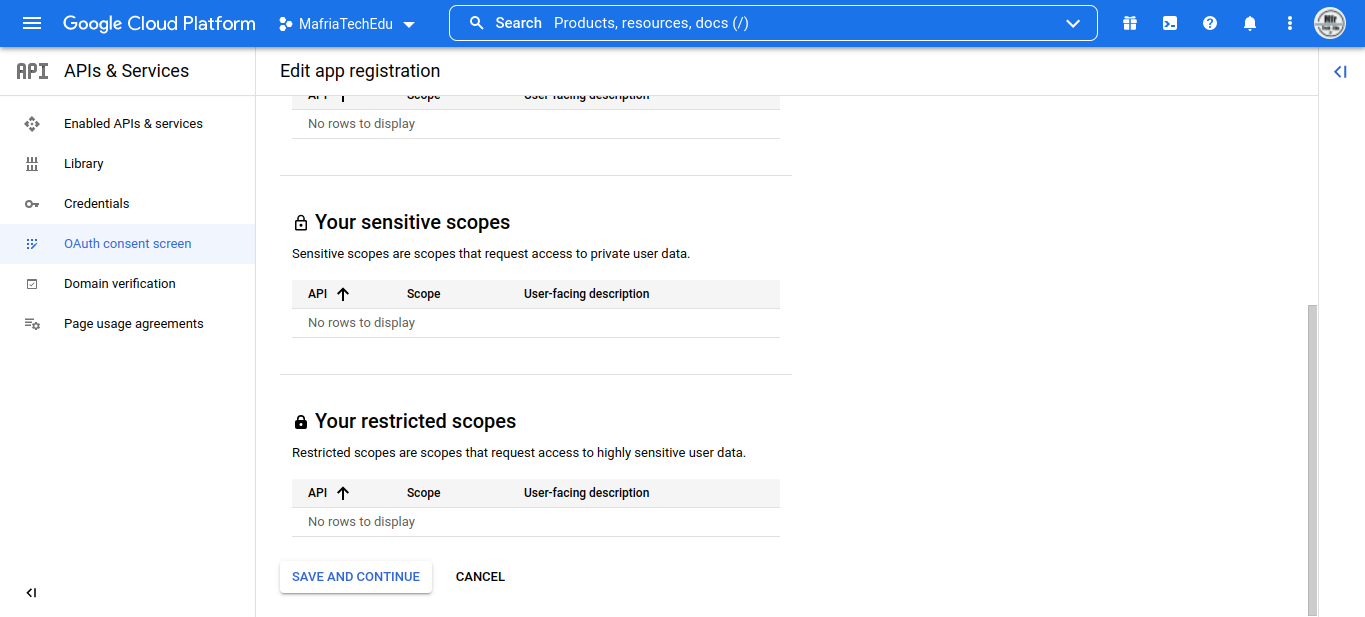 Google Cloud Platform
MafriaTechEdu
Search Products, resources, docs (/)
API APIs & Services
Edit app registration
Enabled APIs & services
Library
Credentials
OAuth consent screen
Domain verification
Page usage agreements
API Scope User-facing description
No rows to display
Your sensitive scopes
Sensitive scopes are scopes that request access to private user data.
API Scope User-facing description
No rows to display
Your restricted scopes
Restricted scopes are scopes that request access to highly sensitive user data.
API Scope User-facing description
No rows to display
SAVE AND CONTINUE CANCEL